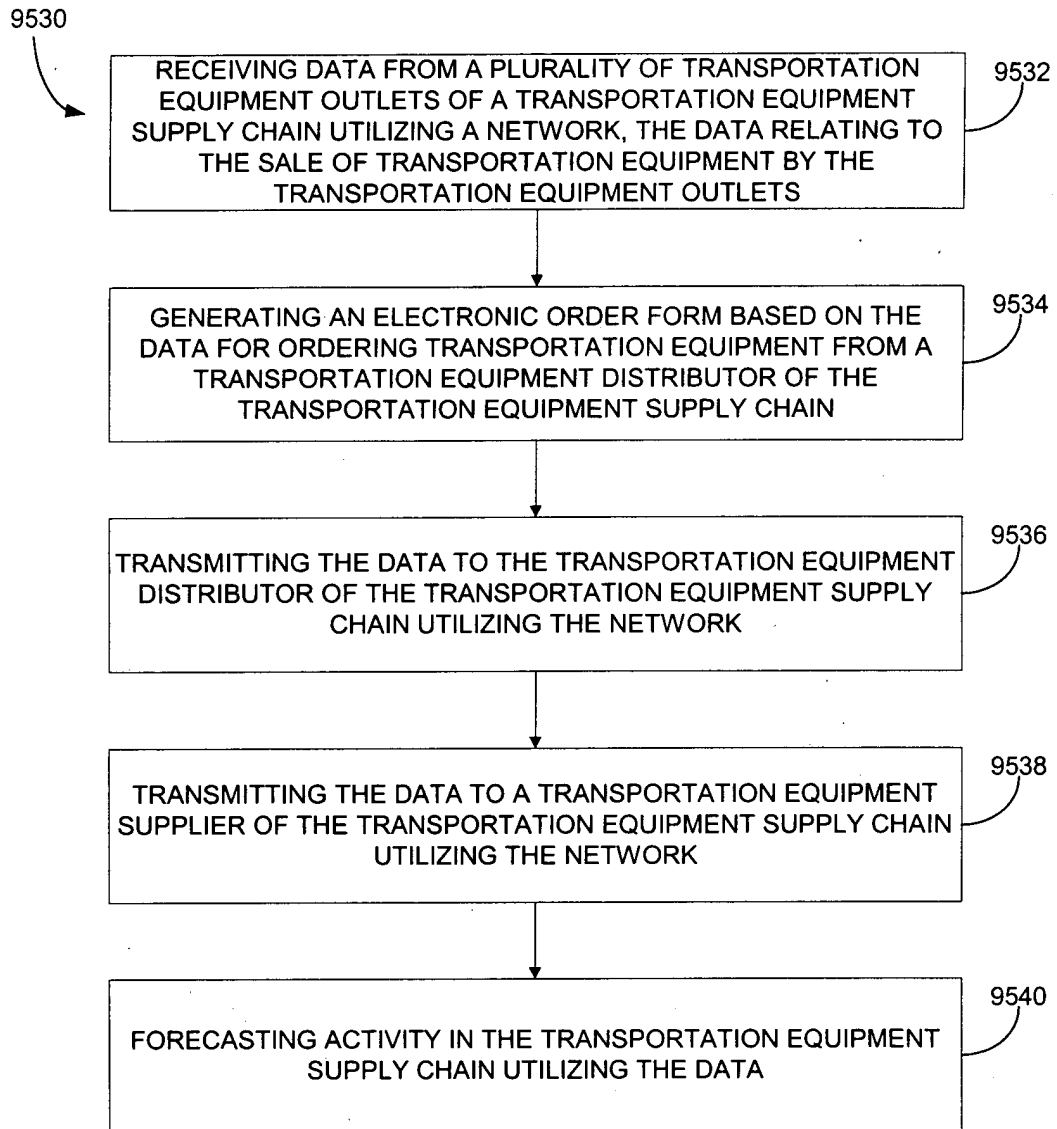 9530
RECEIVING DATA FROM A PLURALITY OF TRANSPORTATION
EQUIPMENT OUTLETS OF A TRANSPORTATION EQUIPMENT
SUPPLY CHAIN UTILIZING A NETWORK, THE DATA RELATING TO
THE SALE OF TRANSPORTATION EQUIPMENT BY THE
TRANSPORTATION EQUIPMENT OUTLETS
9532
GENERATING AN ELECTRONIC ORDER FORM BASED ON THE
DATA FOR ORDERING TRANSPORTATION EQUIPMENT FROM A
TRANSPORTATION EQUIPMENT DISTRIBUTOR OF THE
TRANSPORTATION EQUIPMENT SUPPLY CHAIN
9534
TRANSMITTING THE DATA TO THE TRANSPORTATION EQUIPMENT
DISTRIBUTOR OF THE TRANSPORTATION EQUIPMENT SUPPLY
CHAIN UTILIZING THE NETWORK
9536
TRANSMITTING THE DATA TO A TRANSPORTATION EQUIPMENT
SUPPLIER OF THE TRANSPORTATION EQUIPMENT SUPPLY CHAIN
UTILIZING THE NETWORK
9538
FORECASTING ACTIVITY IN THE TRANSPORTATION EQUIPMENT
SUPPLY CHAIN UTILIZING THE DATA
9540